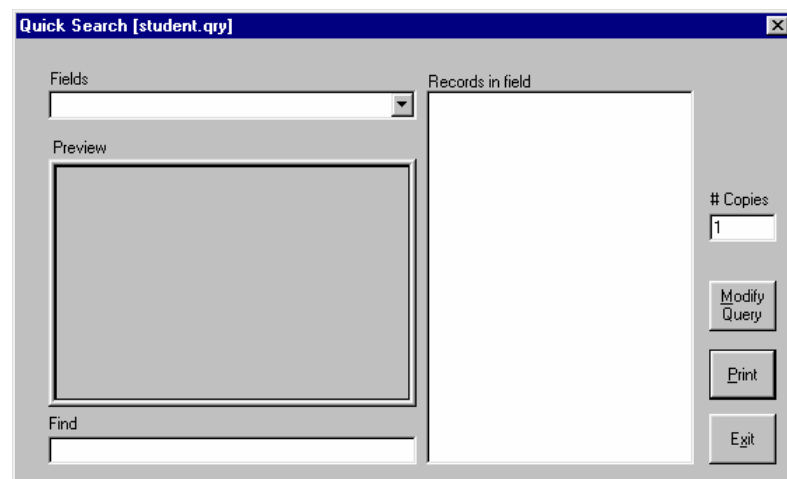 Quick Search [student.qry]
Fields
Records in field
Preview
# Copies
1
Modify
Query
Print
Find
Exit